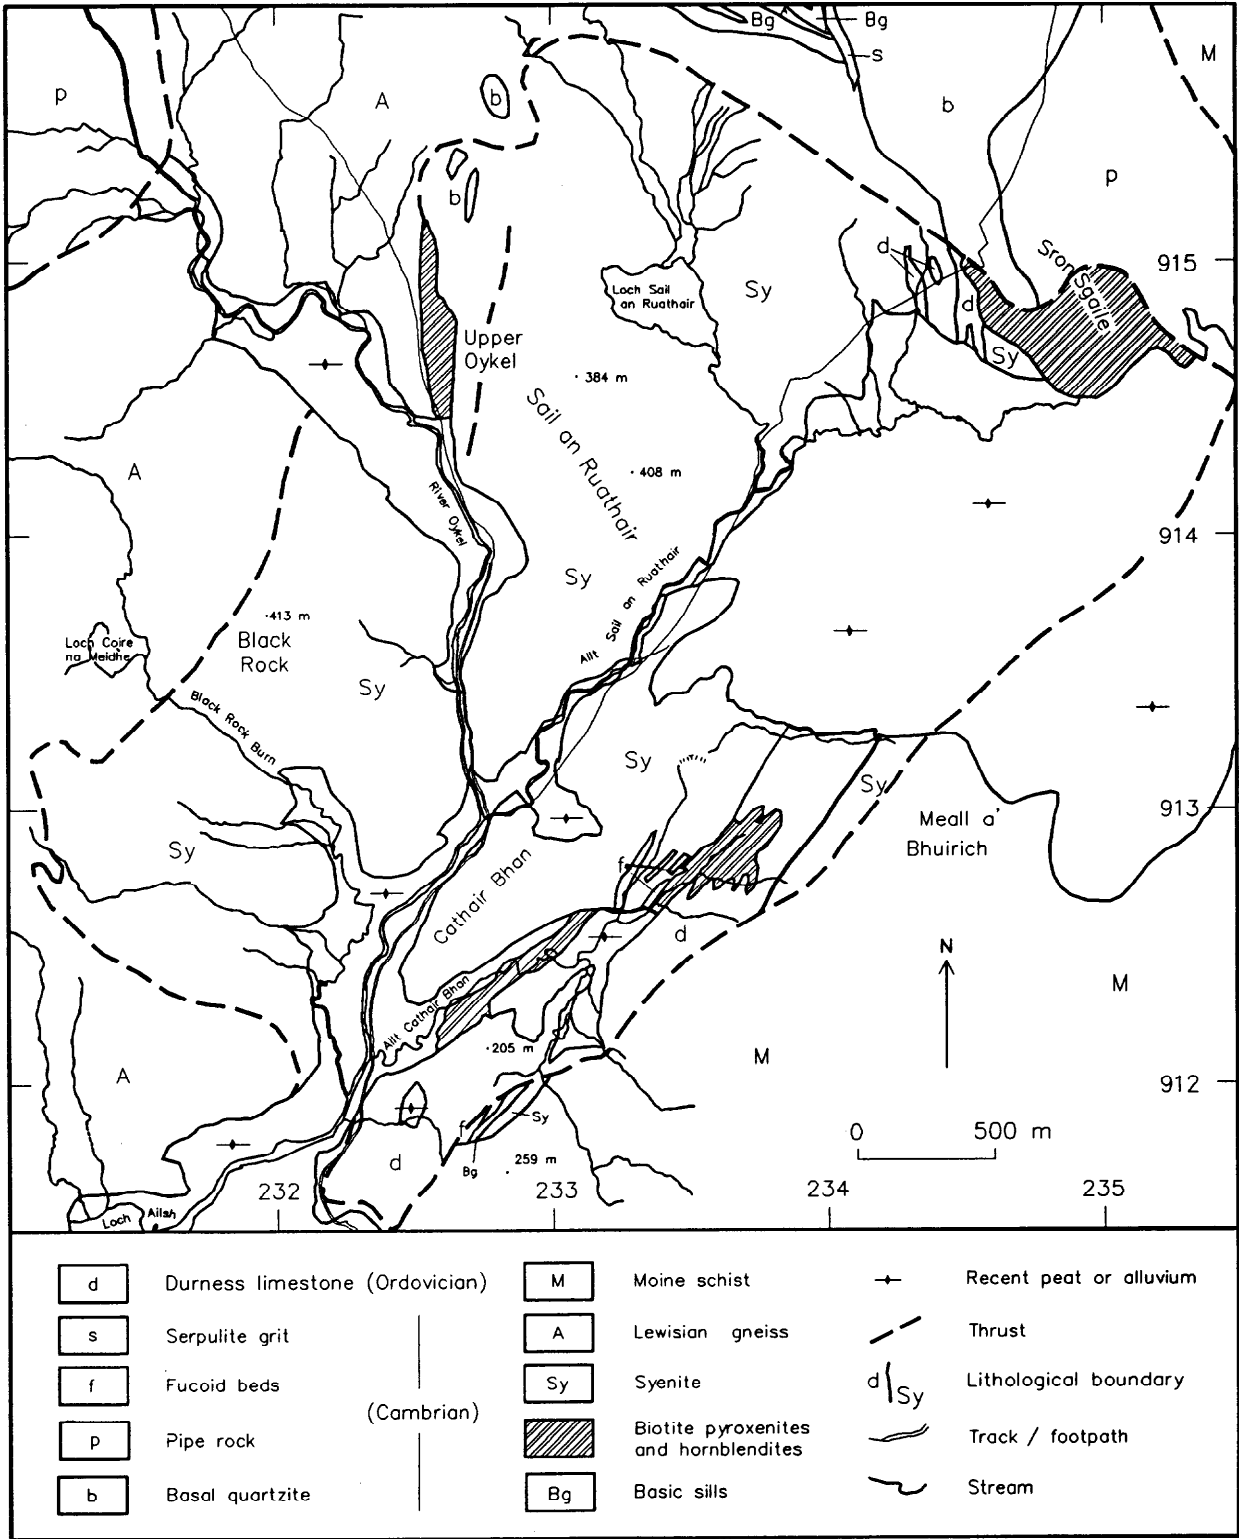 Bg
Bg
s
M
p
A
b
b
p
b
Sron Sgaile
915
Loch Sail
an Ruathair
Sy
d
d
Upper
Oykel
Sy
384 m
Sail an Ruathair
408 m
A
River Oykel
914
Sy
Allt Sail an Ruathair
413 m
Loch Coire
na Meidhe
Black
Rock
Sy
Black Rock Burn
Sy
Sy
913
Meall a'
Bhuirich
Sy
f
Cathair Bhan
d
N
M
Allt Cathair Bhan
205 m
M
A
912
f
Sy
0 500 m
d
Bg
259 m
232 233 234 235
Loch Ailsh
d Durness limestone (Ordovician)
s Serpulite grit
f Fucoid beds
(Cambrian)
p Pipe rock
b Basal quartzite
M Moine schist
A Lewisian gneiss
Sy Syenite
Biotite pyroxenites
and hornblendites
Bg Basic sills
Recent peat or alluvium
Thrust
d Sy Lithological boundary
Track / footpath
Stream